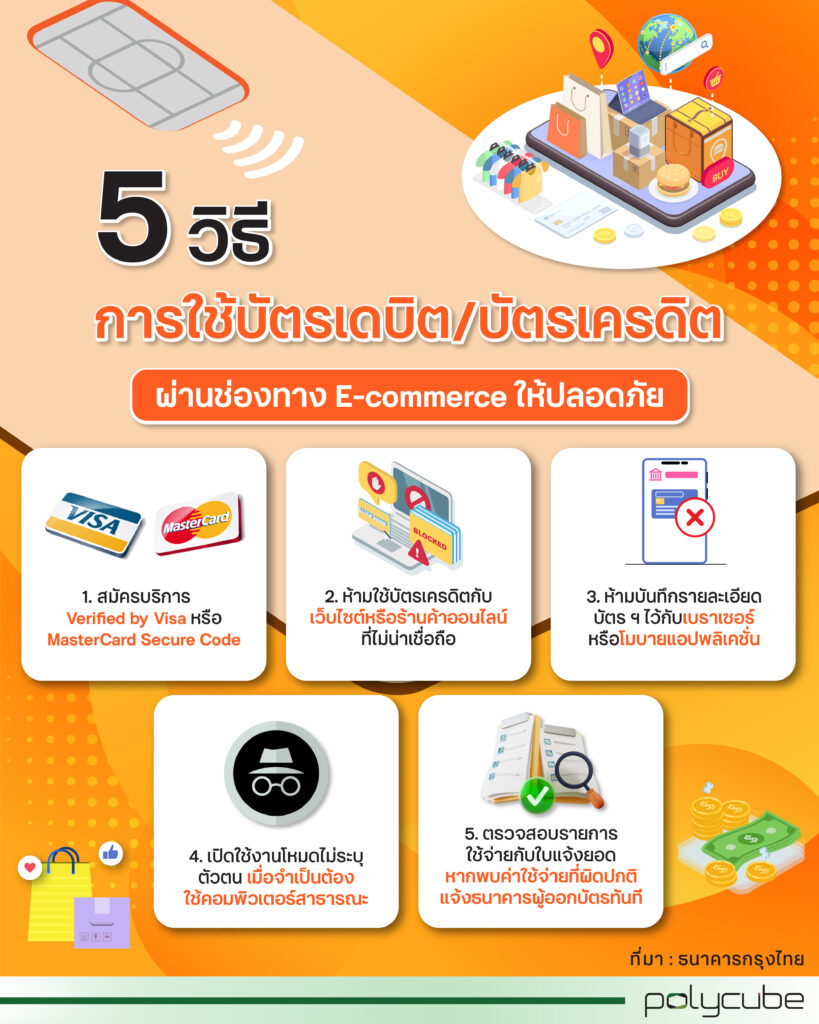 5 วิธี
การใช้บัตรเดบิต/บัตรเครดิต
ผ่านช่องทาง E-commerce ให้ปลอดภัย
BUY
VISA
MasterCard
BLOCKED
1. สมัครบริการ
Verified by Visa หรือ
MasterCard Secure Code
2. ห้ามใช้บัตรเครดิตกับ
เว็บไซต์หรือร้านค้าออนไลน์
ที่ไม่น่าเชื่อถือ
3. ห้ามบันทึกรายละเอียด
บัตร ฯ ไว้กับเบราเซอร์
หรือโมบายแอปพลิเคชั่น
4. เปิดใช้งานโหมดไม่ระบุ
ตัวตน เมื่อจำเป็นต้อง
ใช้คอมพิวเตอร์สาธารณะ
5. ตรวจสอบรายการ
ใช้จ่ายกับใบแจ้งยอด
หากพบค่าใช้จ่ายที่ผิดปกติ
แจ้งธนาคารผู้ออกบัตรทันที
ที่มา : ธนาคารกรุงไทย
polycube